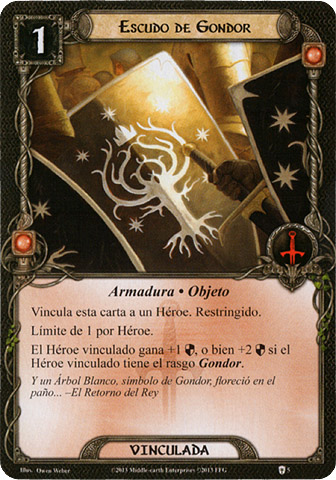 Escudo de Gondor
1
Armadura • Objeto
Vincula esta carta a un Héroe. Restringido.
Límite de 1 por Héroe.
El Héroe vinculado gana +1 , o bien +2 si el
Héroe vinculado tiene el rasgo Gondor.
Y un Árbol Blanco, símbolo de Gondor, floreció en el
paño... –El Retorno del Rey
VINCULADA
Illus. Owen Weber
©2013 Middle-earth Enterprises ©2013 FFG
5